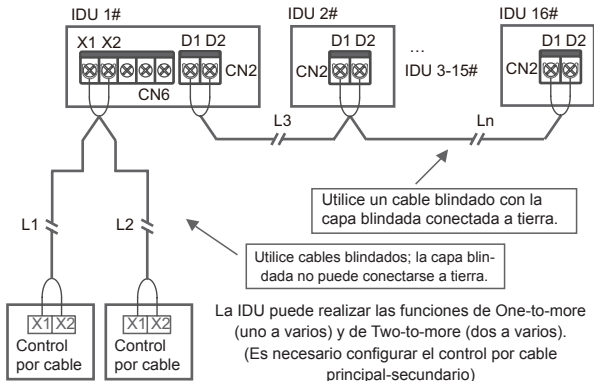 IDU 1#
IDU 2#
IDU 16#
X1 X2
D1 D2
D1 D2
D1 D2
…
CN2
CN2
IDU 3-15#
CN2
CN6
L3
Ln
Utilice un cable blindado con la
capa blindada conectada a tierra.
L1
L2
Utilice cables blindados; la capa blin-
dada no puede conectarse a tierra.
La IDU puede realizar las funciones de One-to-more
(uno a varios) y de Two-to-more (dos a varios).
(Es necesario configurar el control por cable
principal-secundario)
X1 X2
Control
por cable
X1 X2
Control
por cable